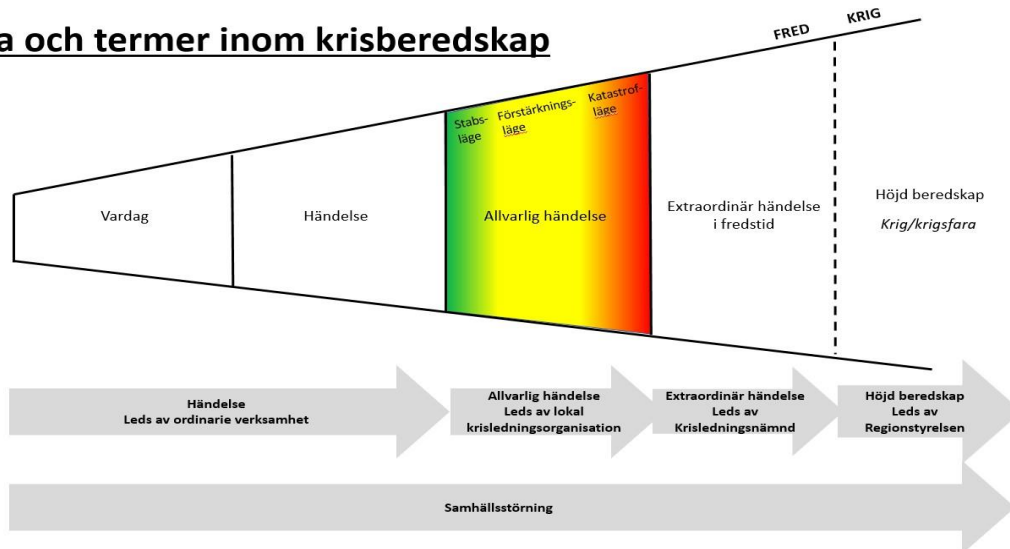 a och termer inom krisberedskap
FRED
KRIG
Stabs-
läge
Förstärknings-
läge
Katastrof-
läge
Vardag
Händelse
Allvarlig händelse
Extraordinär händelse
i fredstid
Höjd beredskap
Krig/krigsfara
Händelse
Leds av ordinarie verksamhet
Allvarlig händelse
Leds av lokal
krisledningsorganisation
Extraordinär händelse
Leds av
Krisledningsnämnd
Höjd beredskap
Leds av
Regionstyrelsen
Samhällsstörning